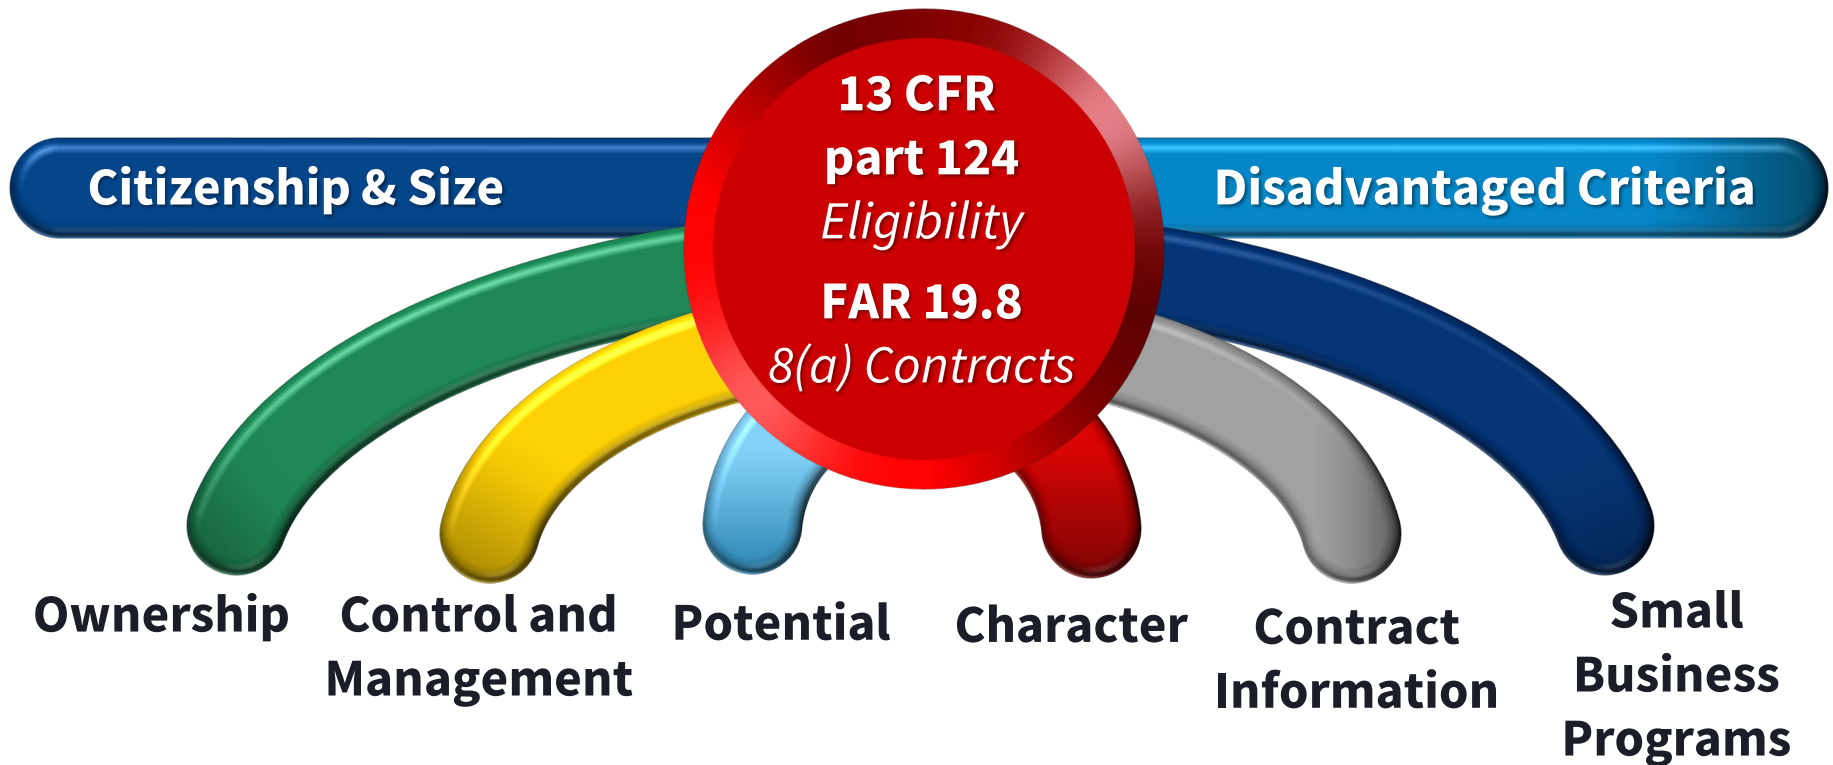 13 CFR
part 124
Eligibility
FAR 19.8
8(a) Contracts
Citizenship & Size
Disadvantaged Criteria
Ownership
Control and
Management
Potential
Character
Contract
Information
Small
Business
Programs